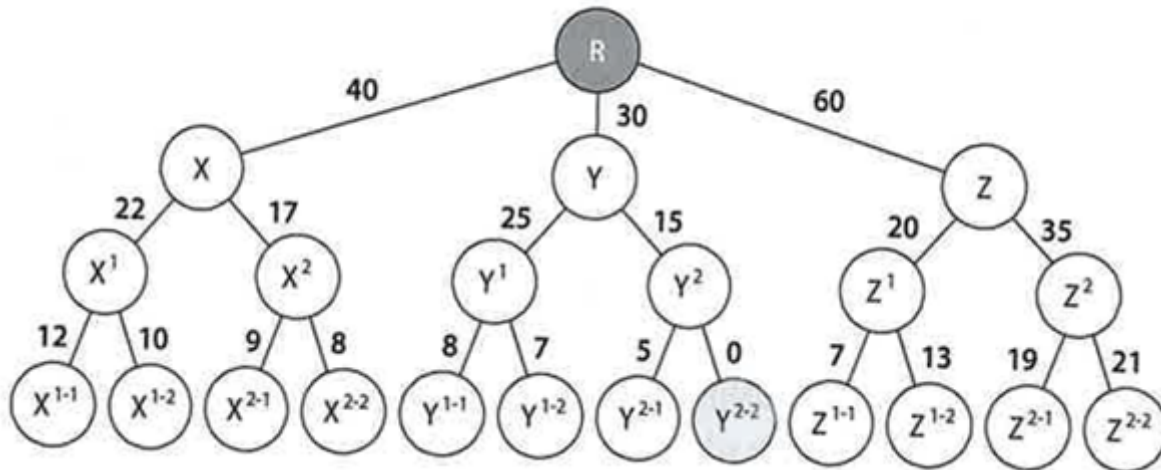 R
40 30 60
X Y Z
22 17 25 15 20 35
X¹ X² Y¹ Y² Z¹ Z²
12 10 9 8 8 7 5 0 7 13 19 21
X¹⁻¹ X¹⁻² X²⁻¹ X²⁻² Y¹⁻¹ Y¹⁻² Y²⁻¹ Y²⁻² Z¹⁻¹ Z¹⁻² Z²⁻¹ Z²⁻²